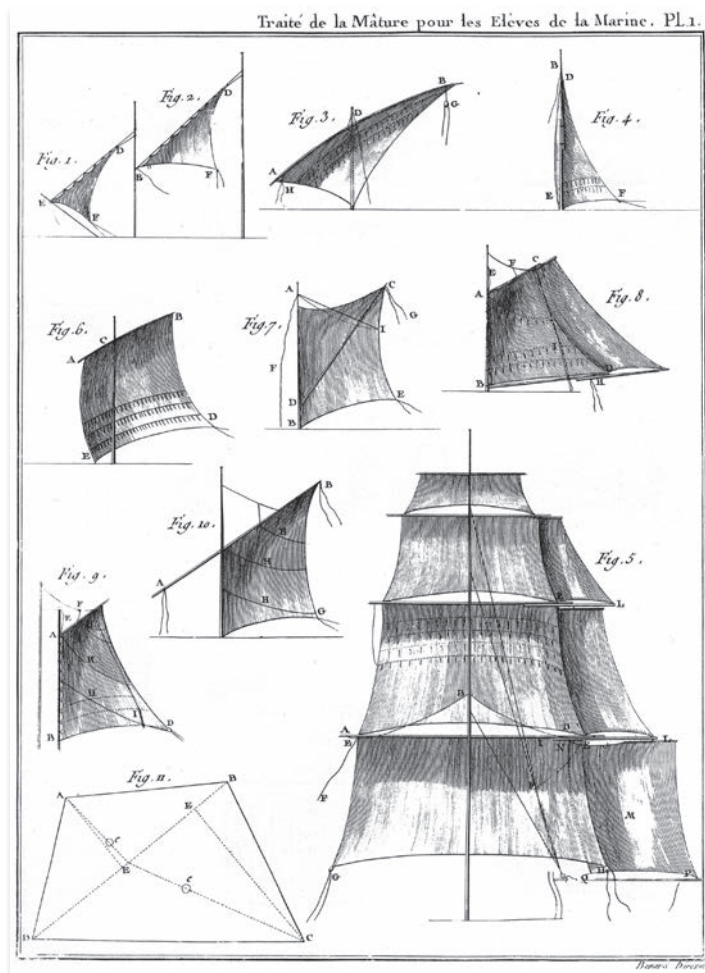 Traité de la Mâture pour les Elèves de la Marine. Pl. 1.
Fig. 1.
E
D
F
Fig. 2.
B
D
F
Fig. 3.
A
H
D
B
G
Fig. 4.
B
D
E
F
Fig. 6.
A
C
B
D
E
Fig. 7.
A
C
G
I
F
D
B
E
Fig. 8.
E
F
C
A
I
D
B
H
Fig. 9.
E
F
A
H
H
I
D
B
Fig. 10.
B
A
H
H
G
Fig. 5.
L
B
A
E
F
I
N
L
M
G
H
Q
P
Fig. 11.
A
B
E
c
E
c
D
C